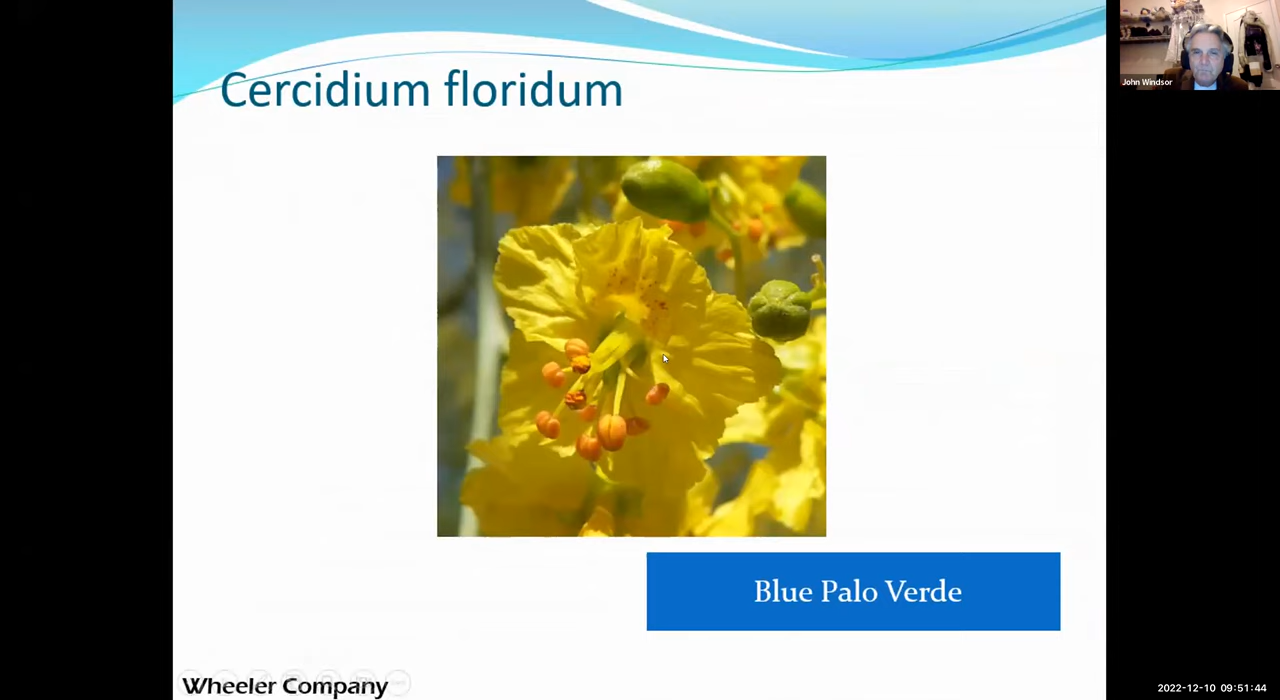 Cercidium floridum
John Windsor
Blue Palo Verde
Wheeler Company
2022-12-10 09:51:44